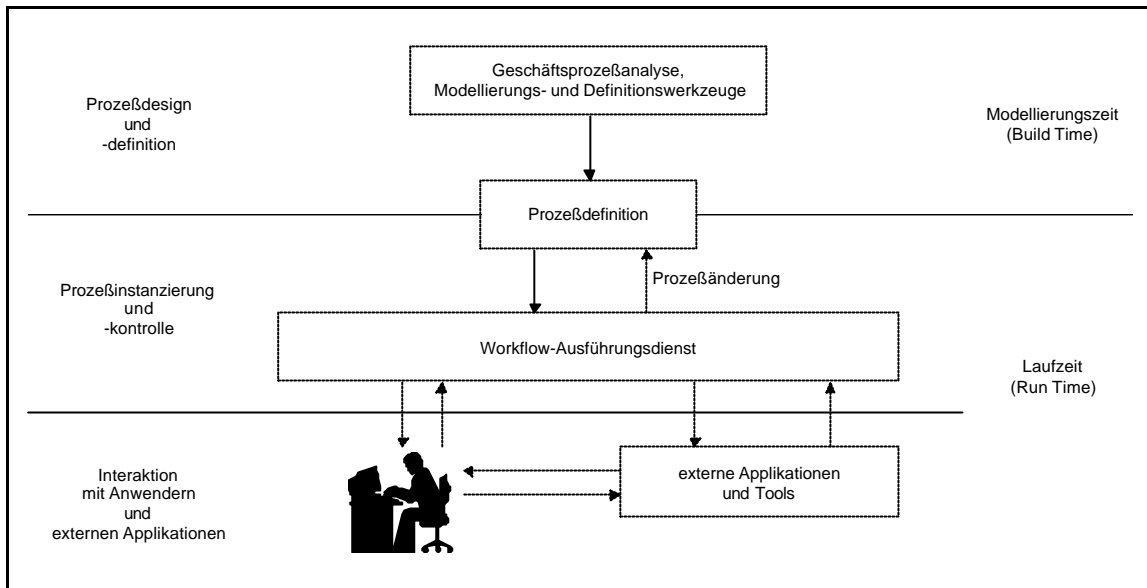 Geschäftsprozeßanalyse,
Modellierungs- und Definitionswerkzeuge
Prozeßdesign
und
-definition
Modellierungszeit
(Build Time)
Prozeßdefinition
Prozeßänderung
Prozeßinstanzierung
und
-kontrolle
Workflow-Ausführungsdienst
Laufzeit
(Run Time)
Interaktion
mit Anwendern
und
externen Applikationen
externe Applikationen
und Tools